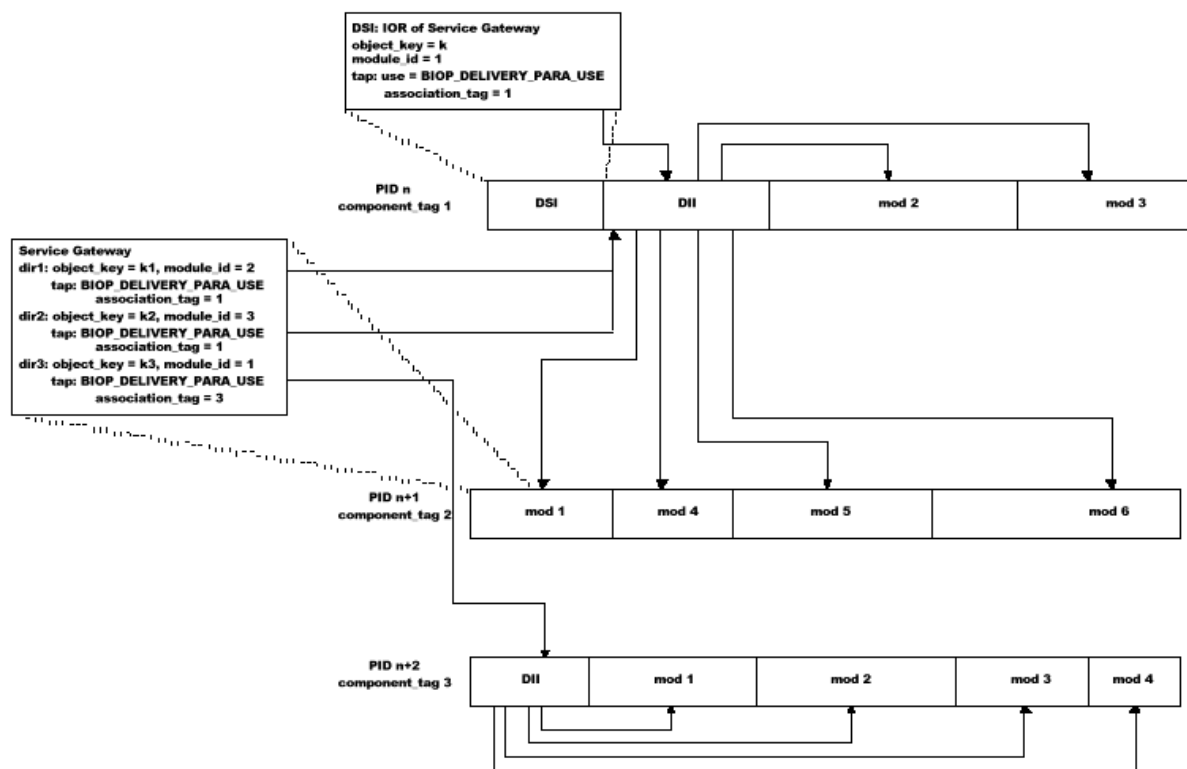 DSI: IOR of Service Gateway
object_key = k
module_id = 1
tap: use = BIOP_DELIVERY_PARA_USE
association_tag = 1
PID n
component_tag 1
DSI
DII
mod 2
mod 3
Service Gateway
dir1: object_key = k1, module_id = 2
tap: BIOP_DELIVERY_PARA_USE
association_tag = 1
dir2: object_key = k2, module_id = 3
tap: BIOP_DELIVERY_PARA_USE
association_tag = 1
dir3: object_key = k3, module_id = 1
tap: BIOP_DELIVERY_PARA_USE
association_tag = 3
PID n+1
component_tag 2
mod 1
mod 4
mod 5
mod 6
PID n+2
component_tag 3
DII
mod 1
mod 2
mod 3
mod 4